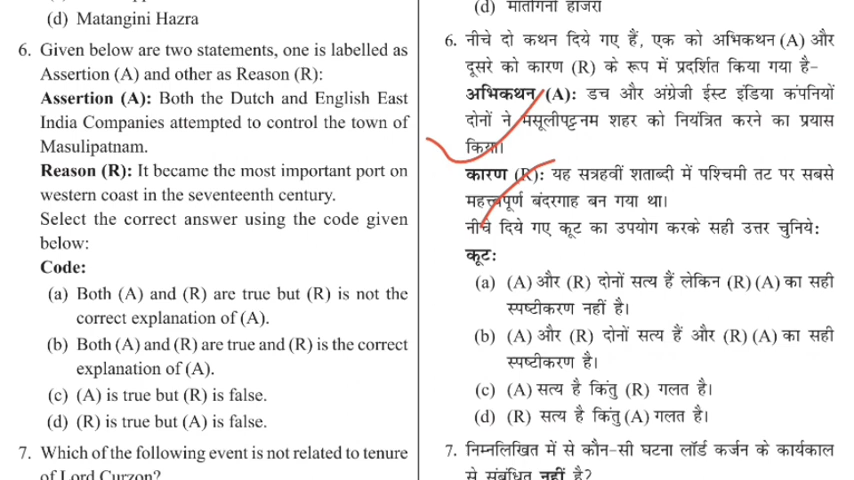 (d) Matangini Hazra
6. Given below are two statements, one is labelled as
Assertion (A) and other as Reason (R):
Assertion (A): Both the Dutch and English East
India Companies attempted to control the town of
Masulipatnam.
Reason (R): It became the most important port on
western coast in the seventeenth century.
Select the correct answer using the code given
below:
Code:
(a) Both (A) and (R) are true but (R) is not the
correct explanation of (A).
(b) Both (A) and (R) are true and (R) is the correct
explanation of (A).
(c) (A) is true but (R) is false.
(d) (R) is true but (A) is false.
7. Which of the following event is not related to tenure
of Lord Curzon?
(d) मातंगिनी हाजरा
6. नीचे दो कथन दिये गए हैं, एक को अभिकथन (A) और
दूसरे को कारण (R) के रूप में प्रदर्शित किया गया है–
अभिकथन (A): डच और अंग्रेजी ईस्ट इंडिया कंपनियों
दोनों ने मसूलीपट्टनम शहर को नियंत्रित करने का प्रयास
किया।
कारण (R): यह सत्रहवीं शताब्दी में पश्चिमी तट पर सबसे
महत्त्वपूर्ण बंदरगाह बन गया था।
नीचे दिये गए कूट का उपयोग करके सही उत्तर चुनिये:
कूट:
(a) (A) और (R) दोनों सत्य हैं लेकिन (R) (A) का सही
स्पष्टीकरण नहीं है।
(b) (A) और (R) दोनों सत्य हैं और (R) (A) का सही
स्पष्टीकरण है।
(c) (A) सत्य है किंतु (R) गलत है।
(d) (R) सत्य है किंतु (A) गलत है।
7. निम्नलिखित में से कौन-सी घटना लॉर्ड कर्जन के कार्यकाल
से संबंधित नहीं है?